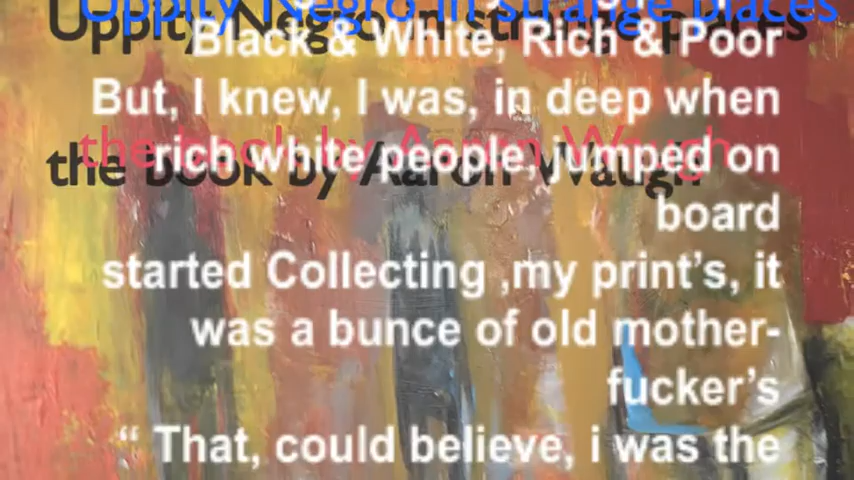 Uppity Negro in strange places
Black & White, Rich & Poor
But, I knew, I was, in deep when
the book by Aaron Waugh
rich white people, jumped on
board
started Collecting ,my print’s, it
was a bunce of old mother-
fucker’s
“ That, could believe, i was the